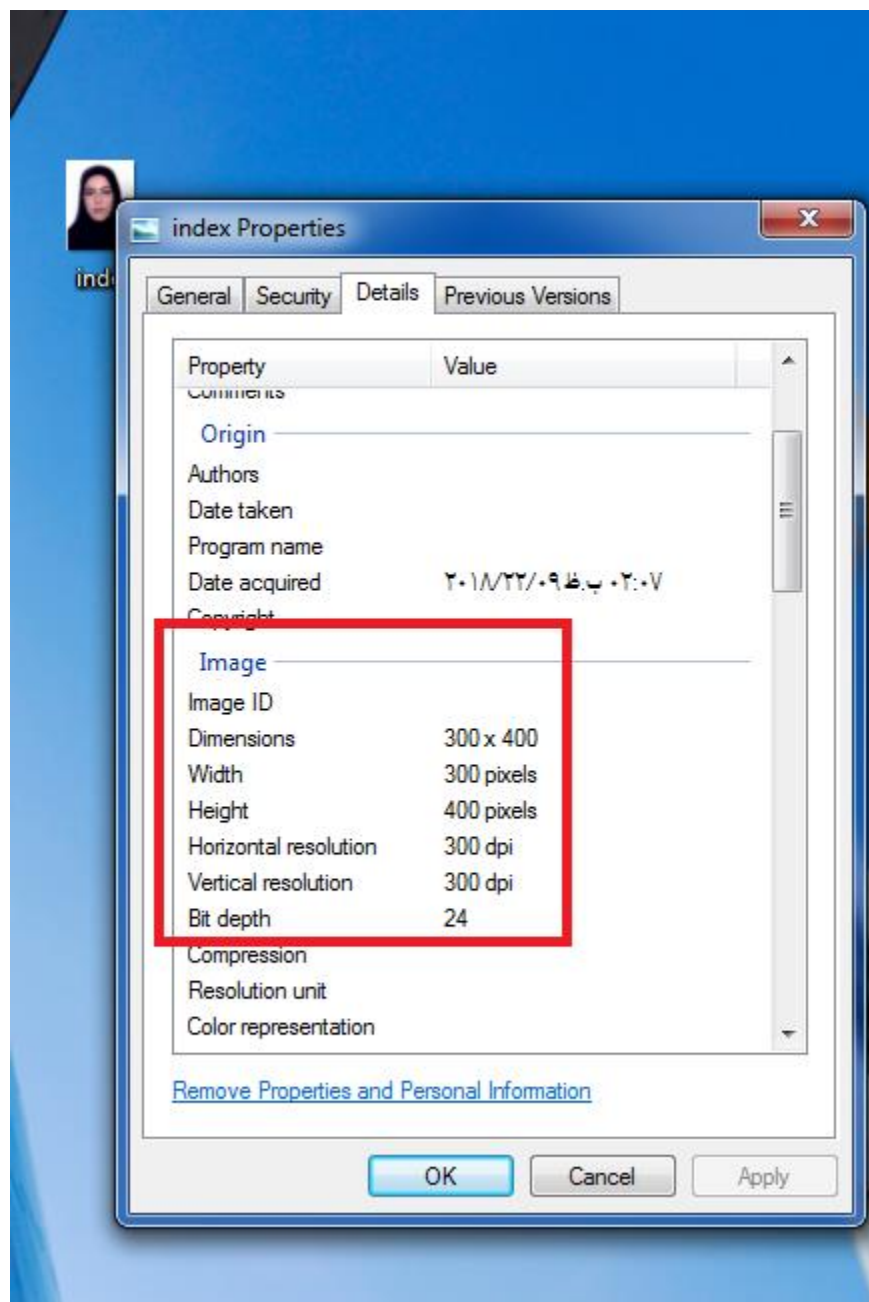 index Properties
inde
General Security Details Previous Versions
Property Value
Comments
Origin
Authors
Date taken
Program name
Date acquired ۲۰۱۸/۲۲/۰۹ ب.ظ ۰۲:۰۷
Copyright
Image
Image ID
Dimensions 300 x 400
Width 300 pixels
Height 400 pixels
Horizontal resolution 300 dpi
Vertical resolution 300 dpi
Bit depth 24
Compression
Resolution unit
Color representation
Remove Properties and Personal Information
OK Cancel Apply